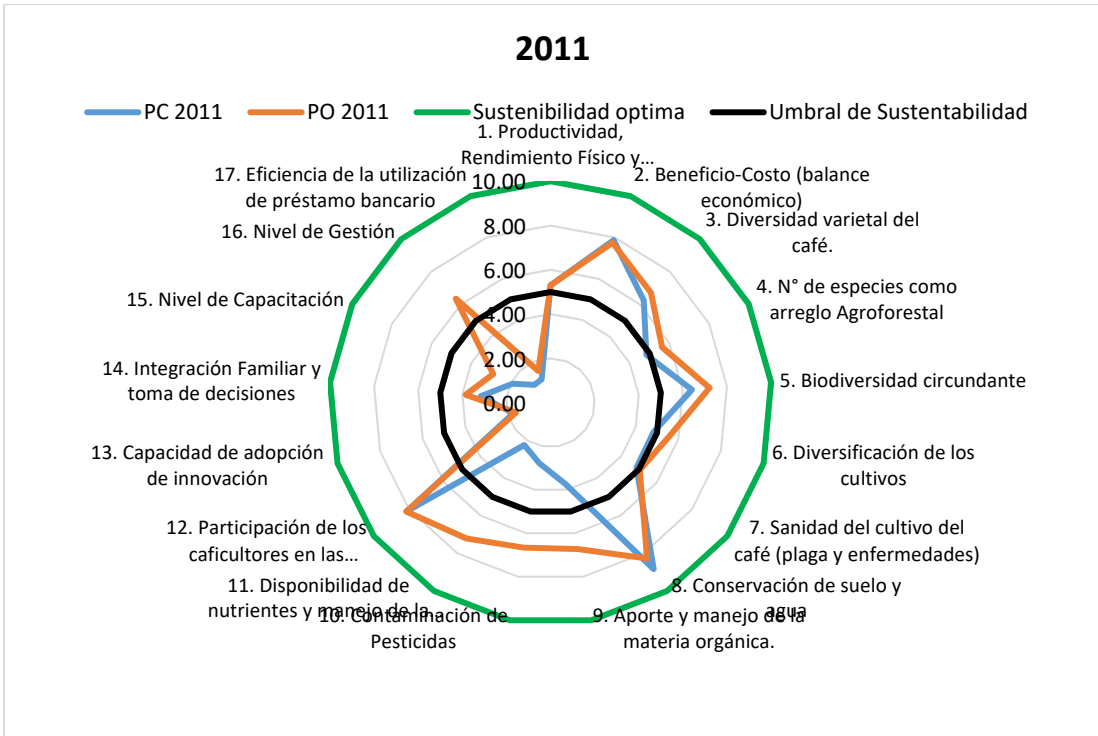 2011
PC 2011
PO 2011
Sustenibilidad optima
Umbral de Sustentabilidad
1. Productividad,
Rendimiento Físico y...
2. Beneficio-Costo (balance
económico)
3. Diversidad varietal del
café.
4. N° de especies como
arreglo Agroforestal
5. Biodiversidad circundante
6. Diversificación de los
cultivos
7. Sanidad del cultivo del
café (plaga y enfermedades)
8. Conservación de suelo y
agua
9. Aporte y manejo de la
materia orgánica.
10. Contaminación de
Pesticidas
11. Disponibilidad de
nutrientes y manejo de la...
12. Participación de los
caficultores en las...
13. Capacidad de adopción
de innovación
14. Integración Familiar y
toma de decisiones
15. Nivel de Capacitación
16. Nivel de Gestión
17. Eficiencia de la utilización
de préstamo bancario
10.00
8.00
6.00
4.00
2.00
0.00